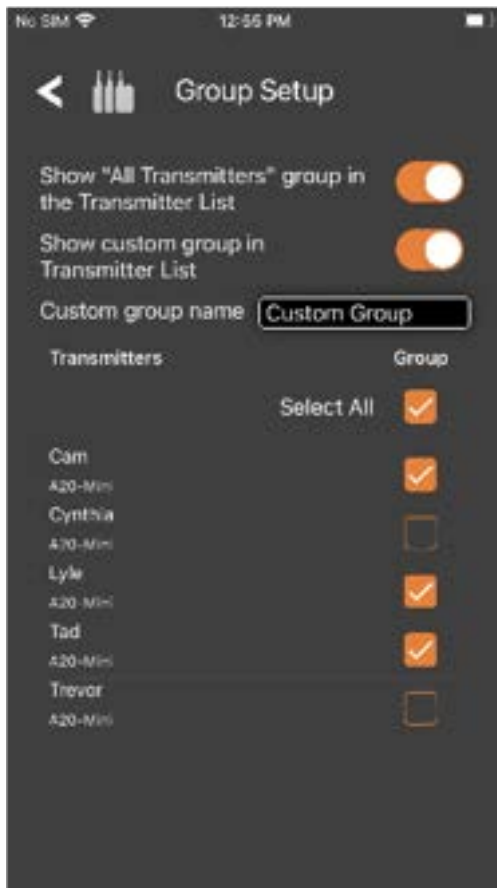 No SIM 12:55 PM
Group Setup
Show "All Transmitters" group in
the Transmitter List
Show custom group in
Transmitter List
Custom group name Custom Group
Transmitters Group
Select All
Cam
A20-Mini
Cynthia
A20-Mini
Lyle
A20-Mini
Tad
A20-Mini
Trevor
A20-Mini